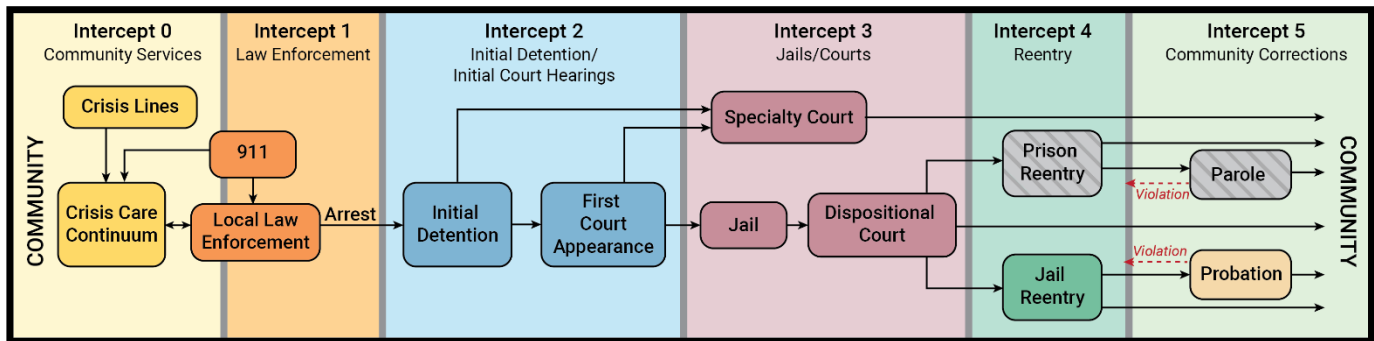 Intercept 0
Community Services
Intercept 1
Law Enforcement
Intercept 2
Initial Detention/
Initial Court Hearings
Intercept 3
Jails/Courts
Intercept 4
Reentry
Intercept 5
Community Corrections
COMMUNITY
Crisis Lines
911
Crisis Care
Continuum
Local Law
Enforcement
Arrest
Initial
Detention
First
Court
Appearance
Specialty Court
Jail
Dispositional
Court
Prison
Reentry
Parole
Violation
Jail
Reentry
Violation
Probation
COMMUNITY